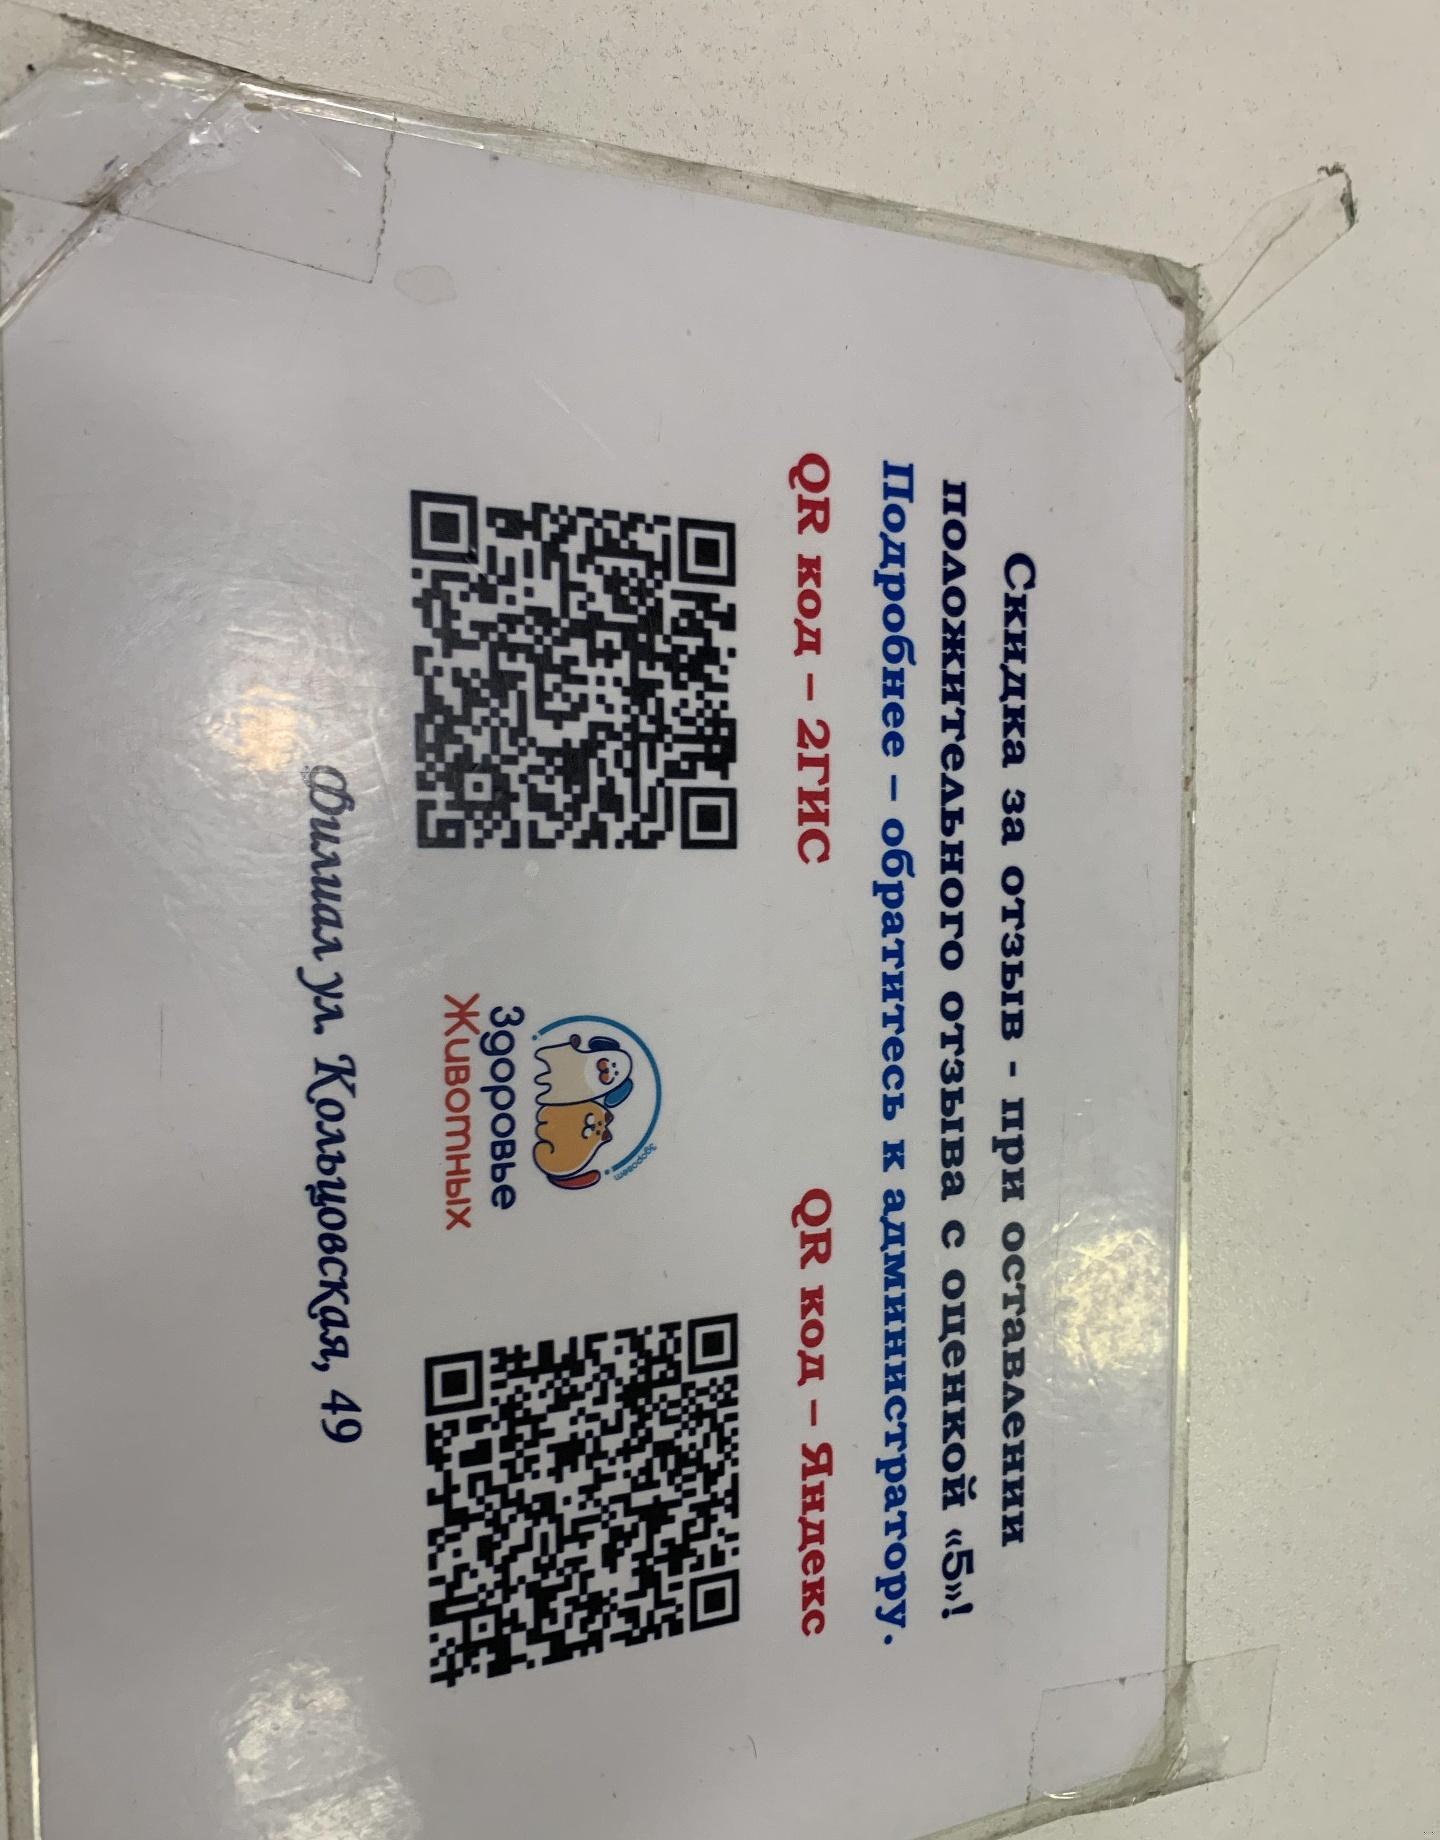 Скидка за отзыв - при оставлении
положительного отзыва с оценкой «5»!
Подробнее – обратитесь к администратору.
QR код – 2ГИС
QR код – Яндекс
Здоровет
Здоровье
Животных
Филиал ул. Кольцовская, 49